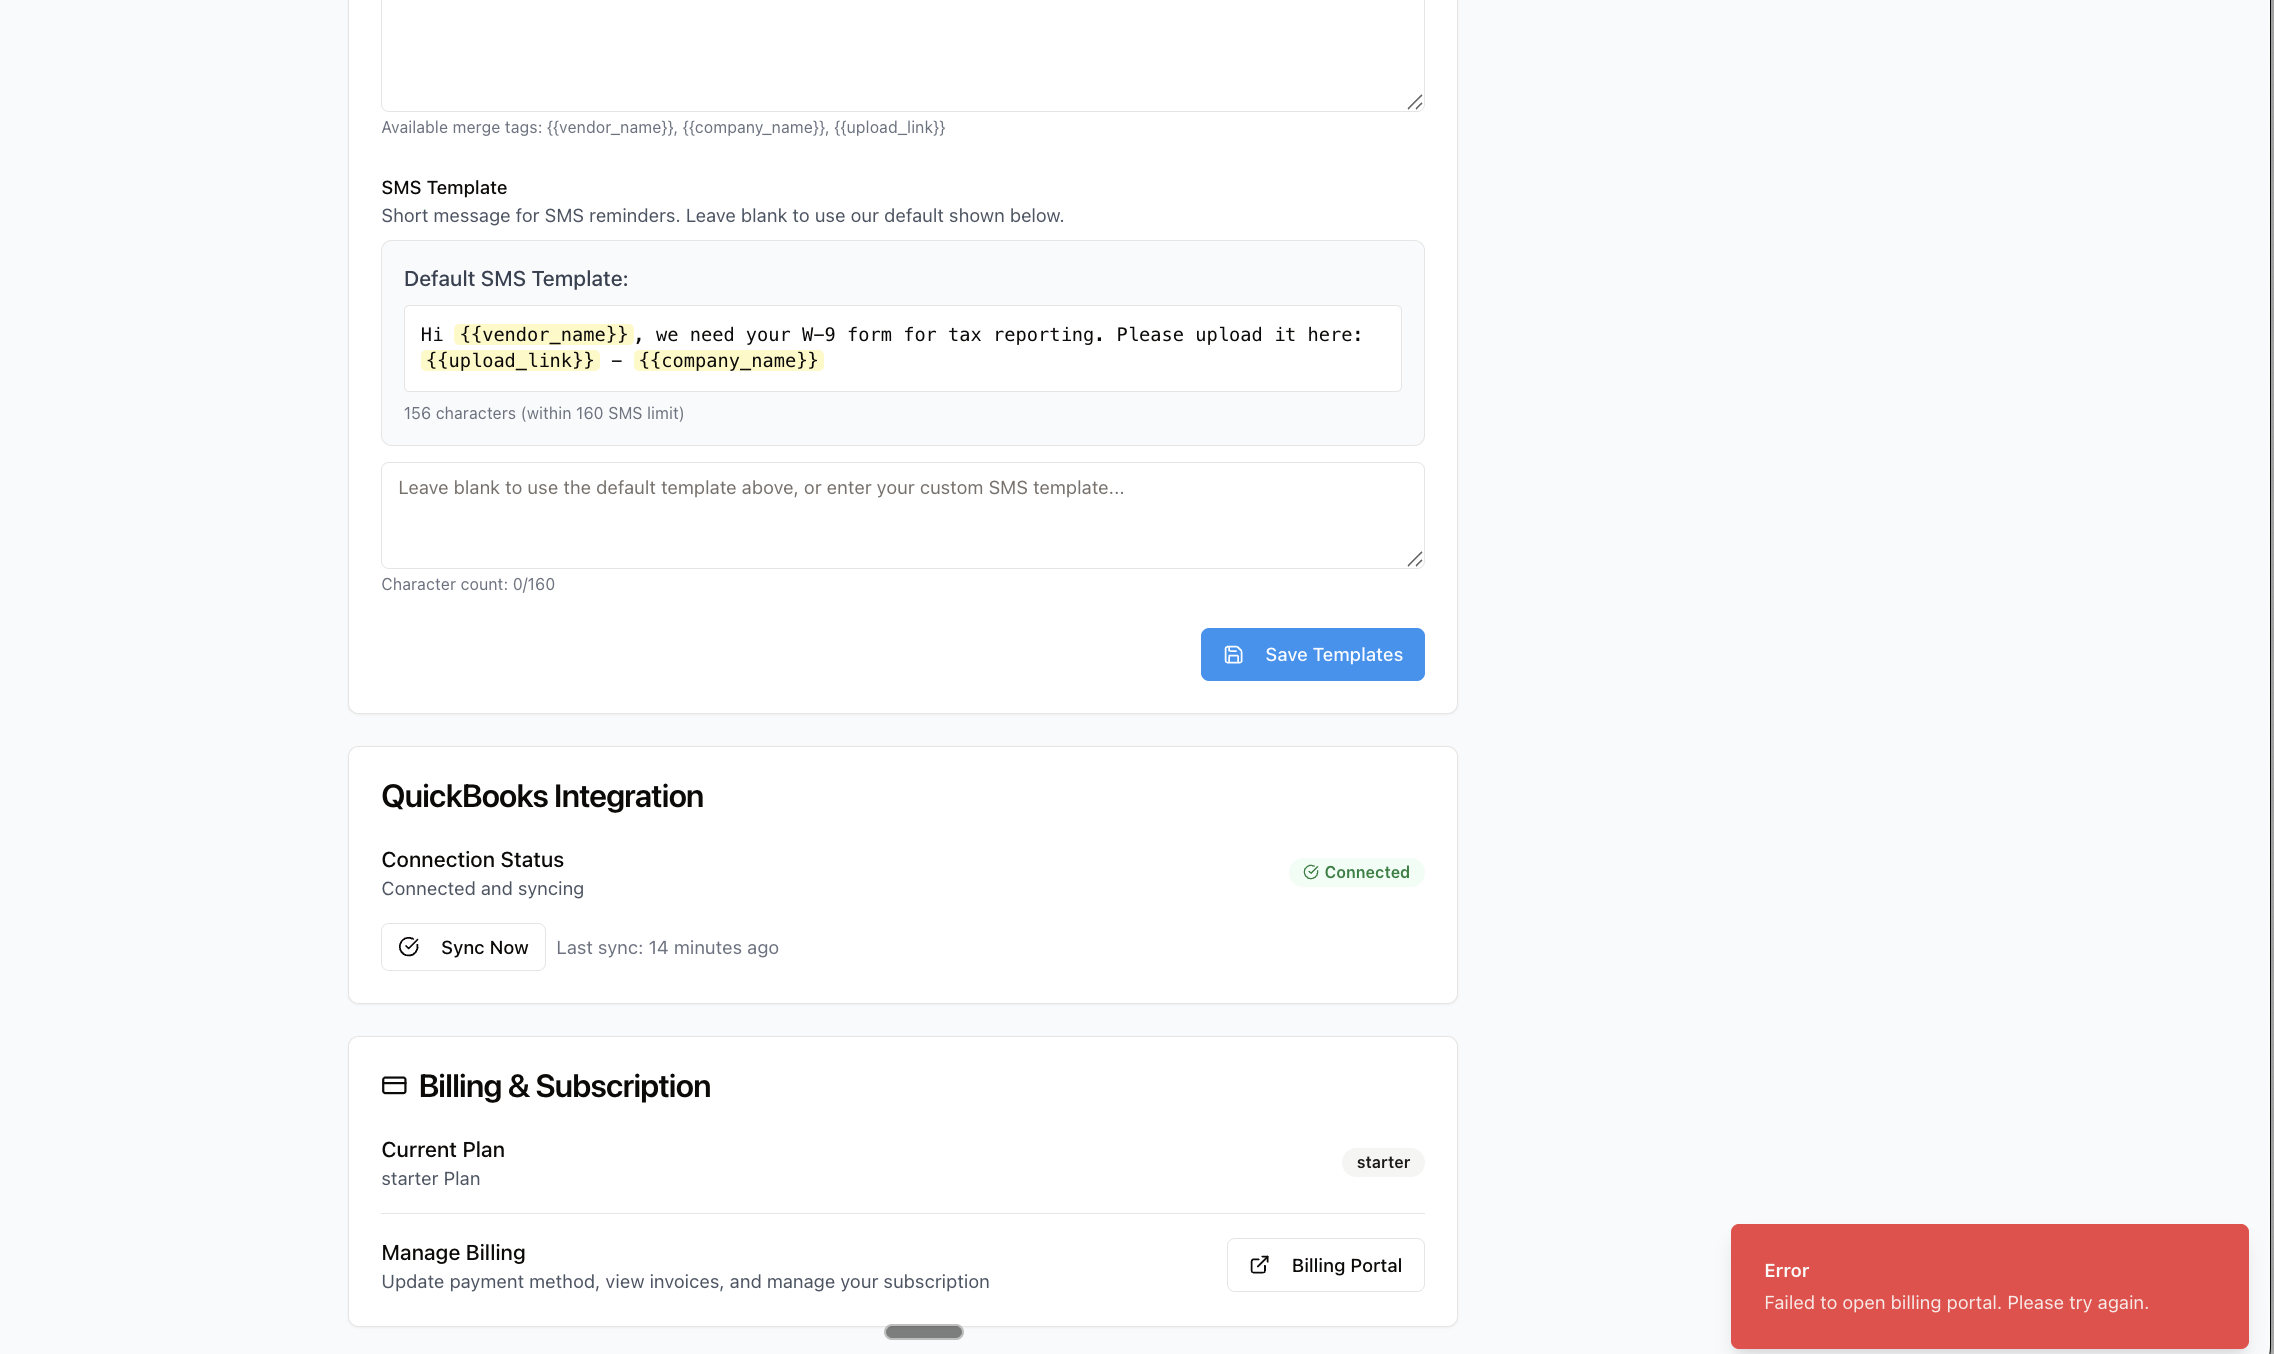 Available merge tags: {{vendor_name}}, {{company_name}}, {{upload_link}}
SMS Template
Short message for SMS reminders. Leave blank to use our default shown below.
Default SMS Template:
Hi {{vendor_name}}, we need your W-9 form for tax reporting. Please upload it here:
{{upload_link}} - {{company_name}}
156 characters (within 160 SMS limit)
Leave blank to use the default template above, or enter your custom SMS template...
Character count: 0/160
Save Templates
QuickBooks Integration
Connection Status
Connected and syncing
Connected
Sync Now
Last sync: 14 minutes ago
Billing & Subscription
Current Plan
starter Plan
starter
Manage Billing
Update payment method, view invoices, and manage your subscription
Billing Portal
Error
Failed to open billing portal. Please try again.